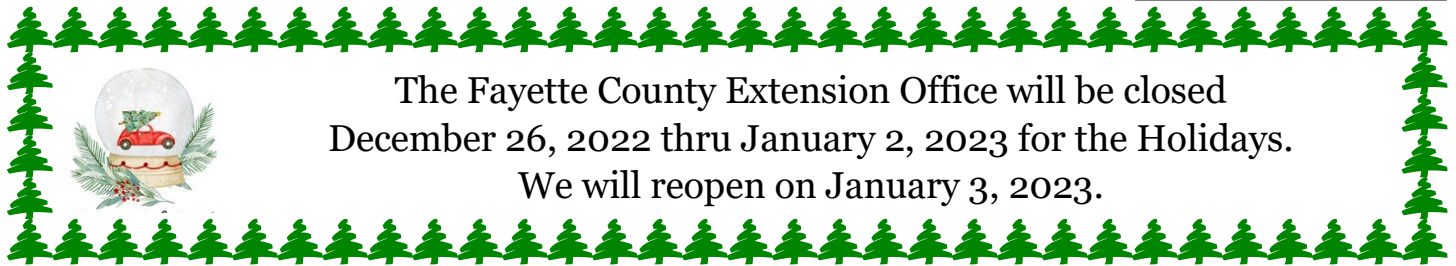 The Fayette County Extension Office will be closed
December 26, 2022 thru January 2, 2023 for the Holidays.
We will reopen on January 3, 2023.